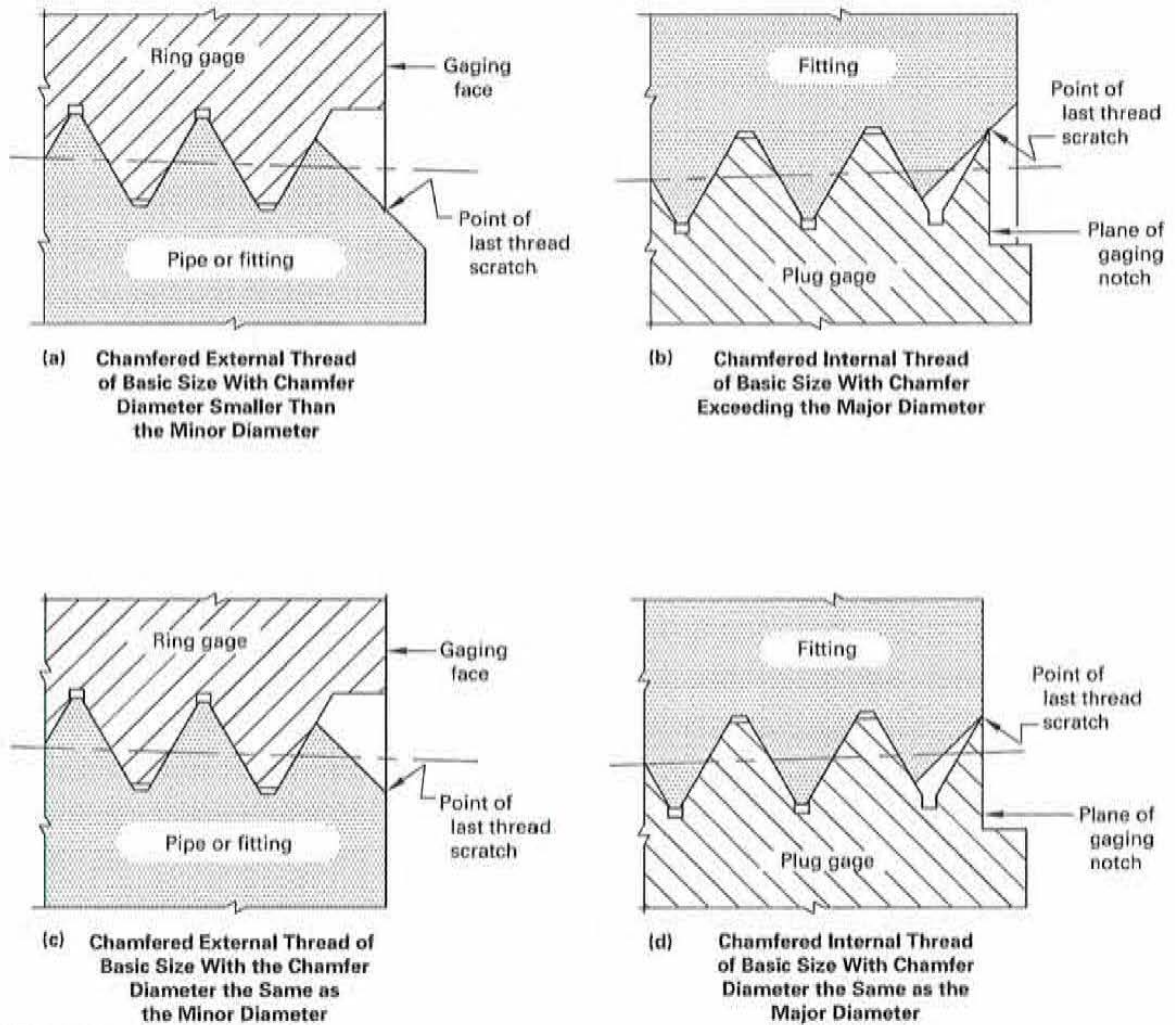 Ring gage
Gaging
face
Point of
last thread
scratch
Pipe or fitting
(a) Chamfered External Thread
of Basic Size With Chamfer
Diameter Smaller Than
the Minor Diameter
Fitting
Point of
last thread
scratch
Plane of
gaging
notch
Plug gage
(b) Chamfered Internal Thread
of Basic Size With Chamfer
Exceeding the Major Diameter
Ring gage
Gaging
face
Point of
last thread
scratch
Pipe or fitting
(c) Chamfered External Thread of
Basic Size With the Chamfer
Diameter the Same as
the Minor Diameter
Fitting
Point of
last thread
scratch
Plane of
gaging
notch
Plug gage
(d) Chamfered Internal Thread
of Basic Size With Chamfer
Diameter the Same as the
Major Diameter